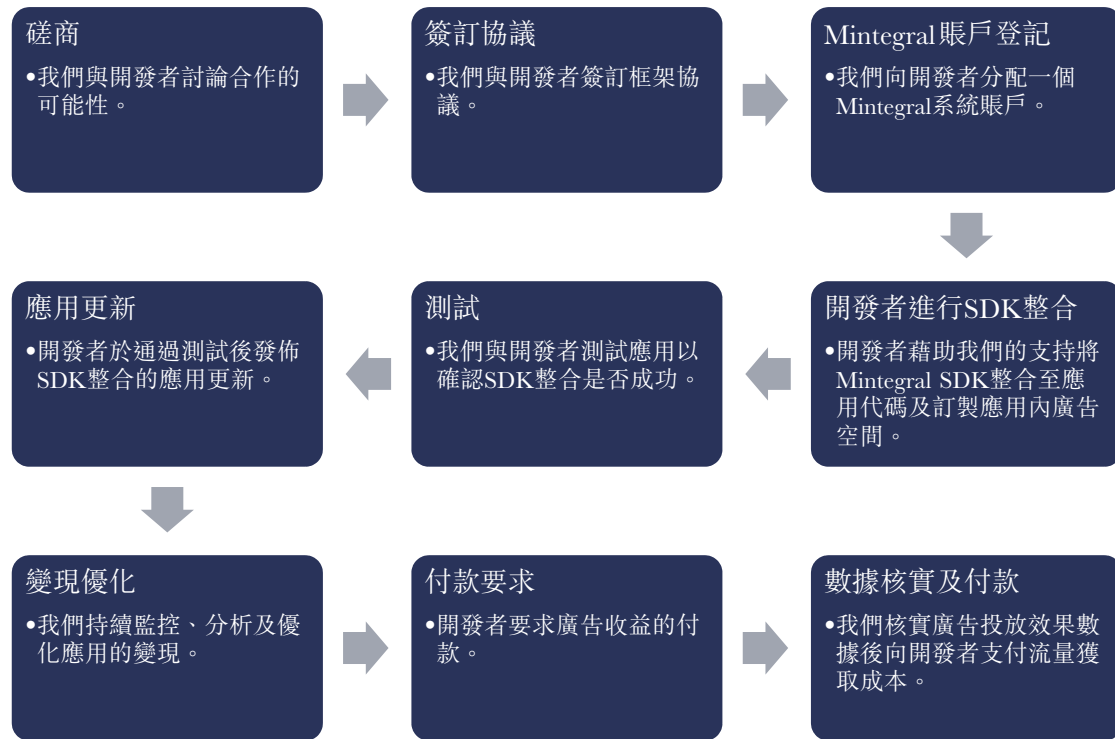 磋商
•我們與開發者討論合作的
可能性。
簽訂協議
•我們與開發者簽訂框架協
議。
Mintegral賬戶登記
•我們向開發者分配一個
Mintegral系統賬戶。
開發者進行SDK整合
•開發者藉助我們的支持將
Mintegral SDK整合至應
用代碼及訂製應用內廣告
空間。
測試
•我們與開發者測試應用以
確認SDK整合是否成功。
應用更新
•開發者於通過測試後發佈
SDK整合的應用更新。
變現優化
•我們持續監控、分析及優
化應用的變現。
付款要求
•開發者要求廣告收益的付
款。
數據核實及付款
•我們核實廣告投放效果數
據後向開發者支付流量獲
取成本。